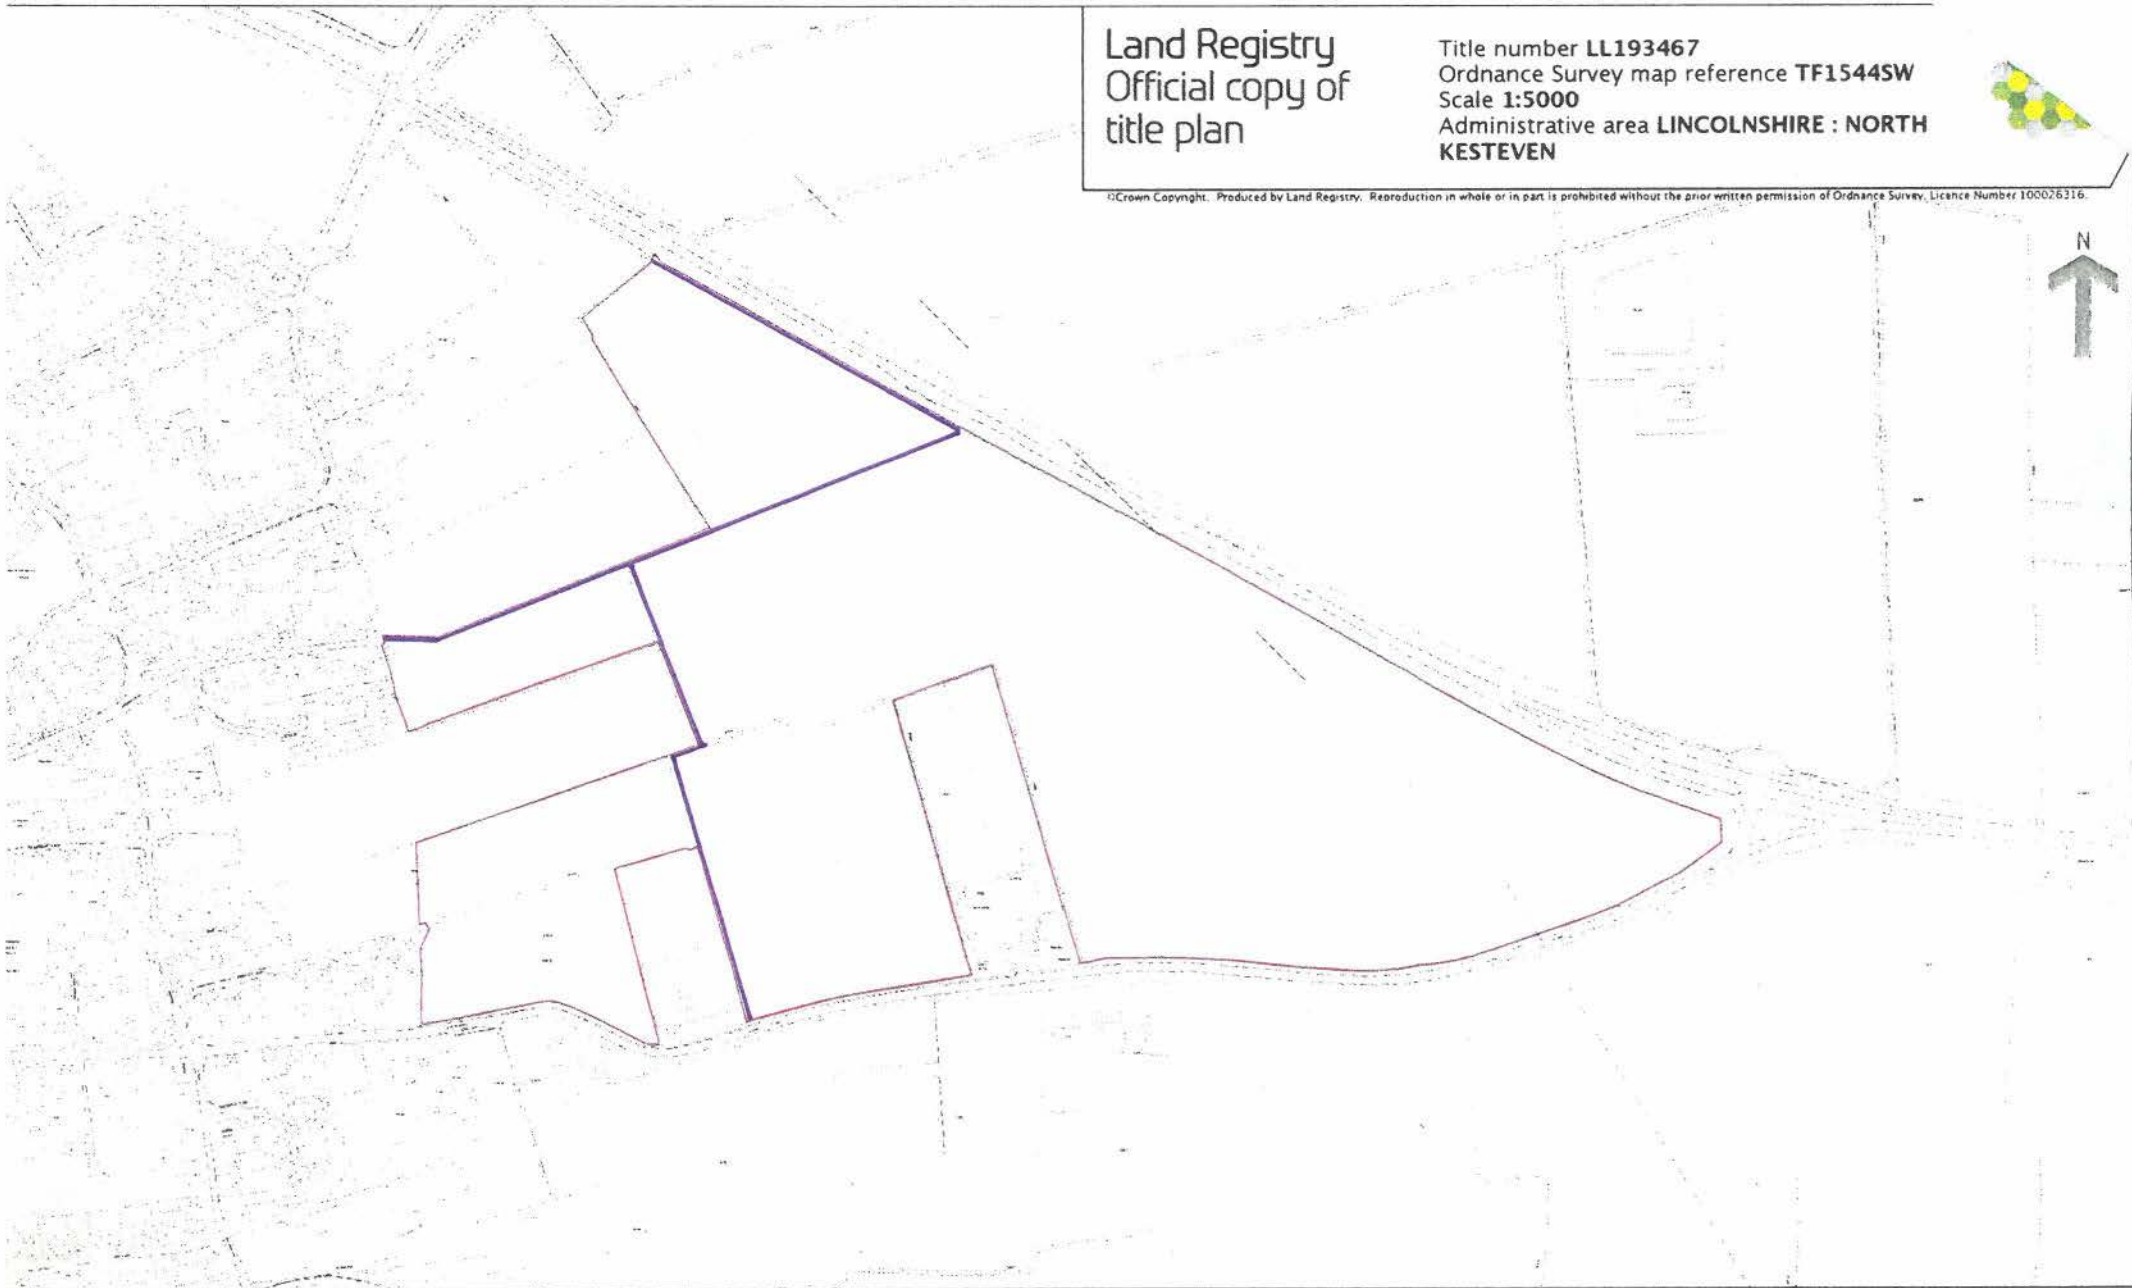 Land Registry
Official copy of
title plan
Title number LL193467
Ordnance Survey map reference TF1544SW
Scale 1:5000
Administrative area LINCOLNSHIRE : NORTH
KESTEVEN
©Crown Copyright. Produced by Land Registry. Reproduction in whole or in part is prohibited without the prior written permission of Ordnance Survey. Licence Number 100026316.
N